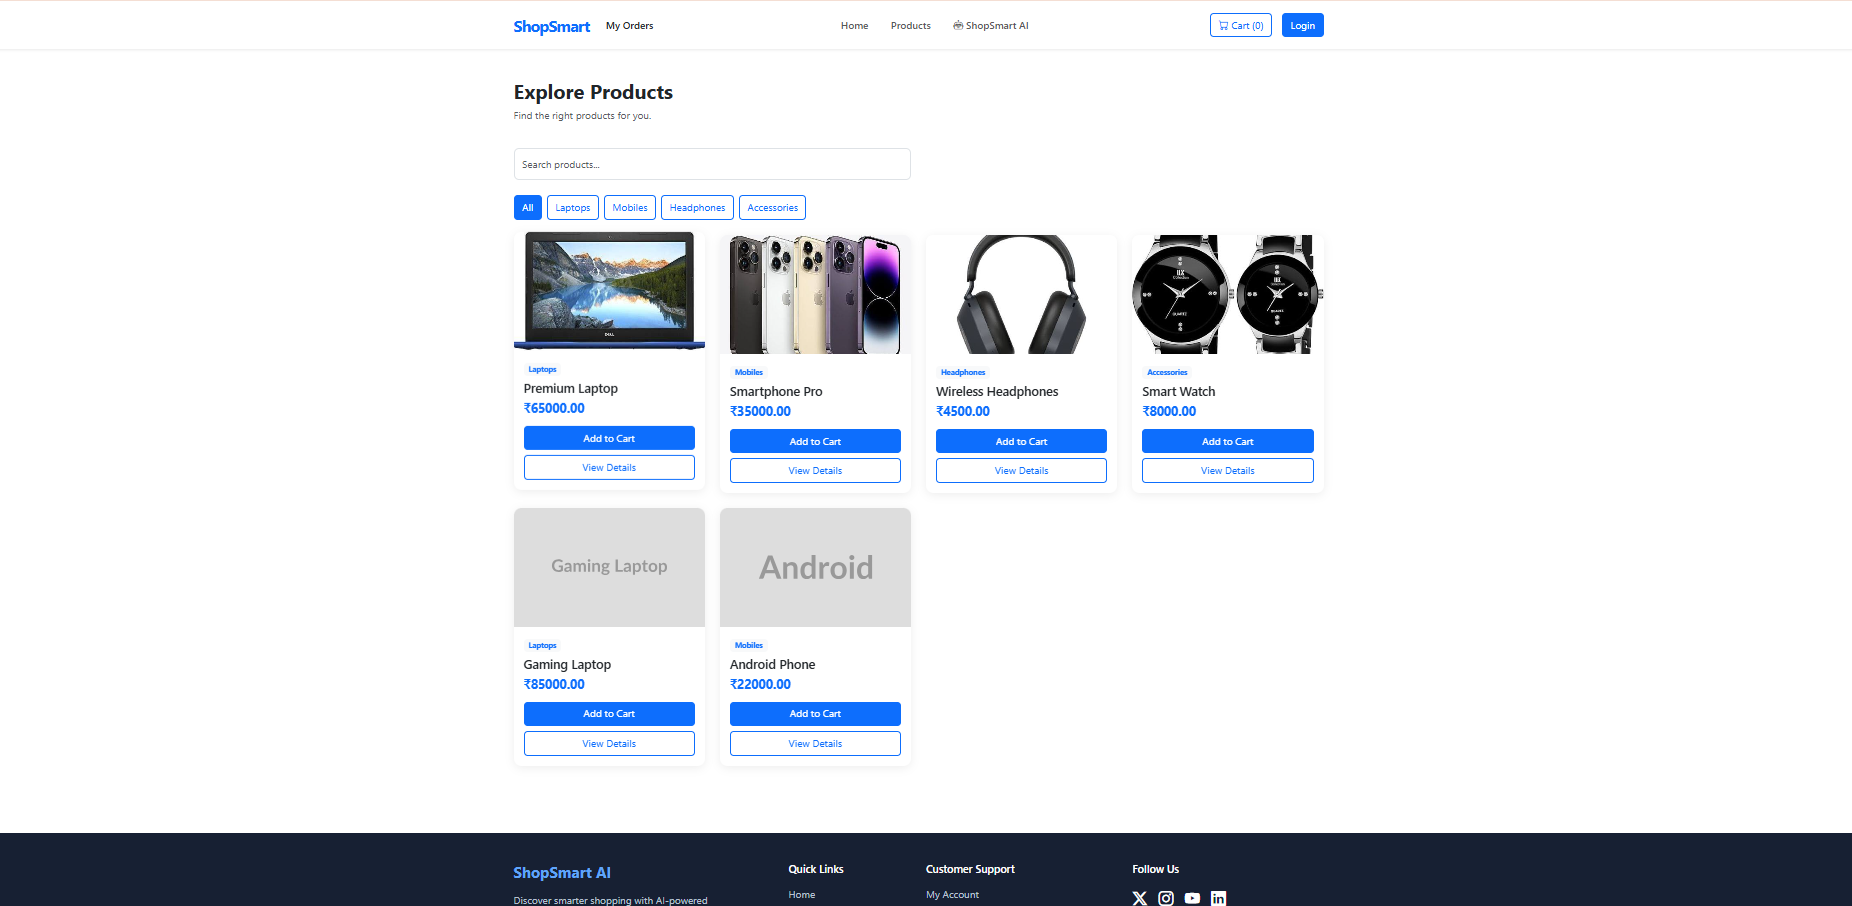 ShopSmart
My Orders
Home
Products
ShopSmart AI
Cart (0)
Login
Explore Products
Find the right products for you.
Search products...
All
Laptops
Mobiles
Headphones
Accessories
DELL
Laptops
Premium Laptop
₹65000.00
Add to Cart
View Details
Mobiles
Smartphone Pro
₹35000.00
Add to Cart
View Details
Headphones
Wireless Headphones
₹4500.00
Add to Cart
View Details
IIX
Collection
QUARTZ
QUARTZ
Accessories
Smart Watch
₹8000.00
Add to Cart
View Details
Gaming Laptop
Laptops
Gaming Laptop
₹85000.00
Add to Cart
View Details
Android
Mobiles
Android Phone
₹22000.00
Add to Cart
View Details
ShopSmart AI
Discover smarter shopping with AI-powered
Quick Links
Home
Customer Support
My Account
Follow Us